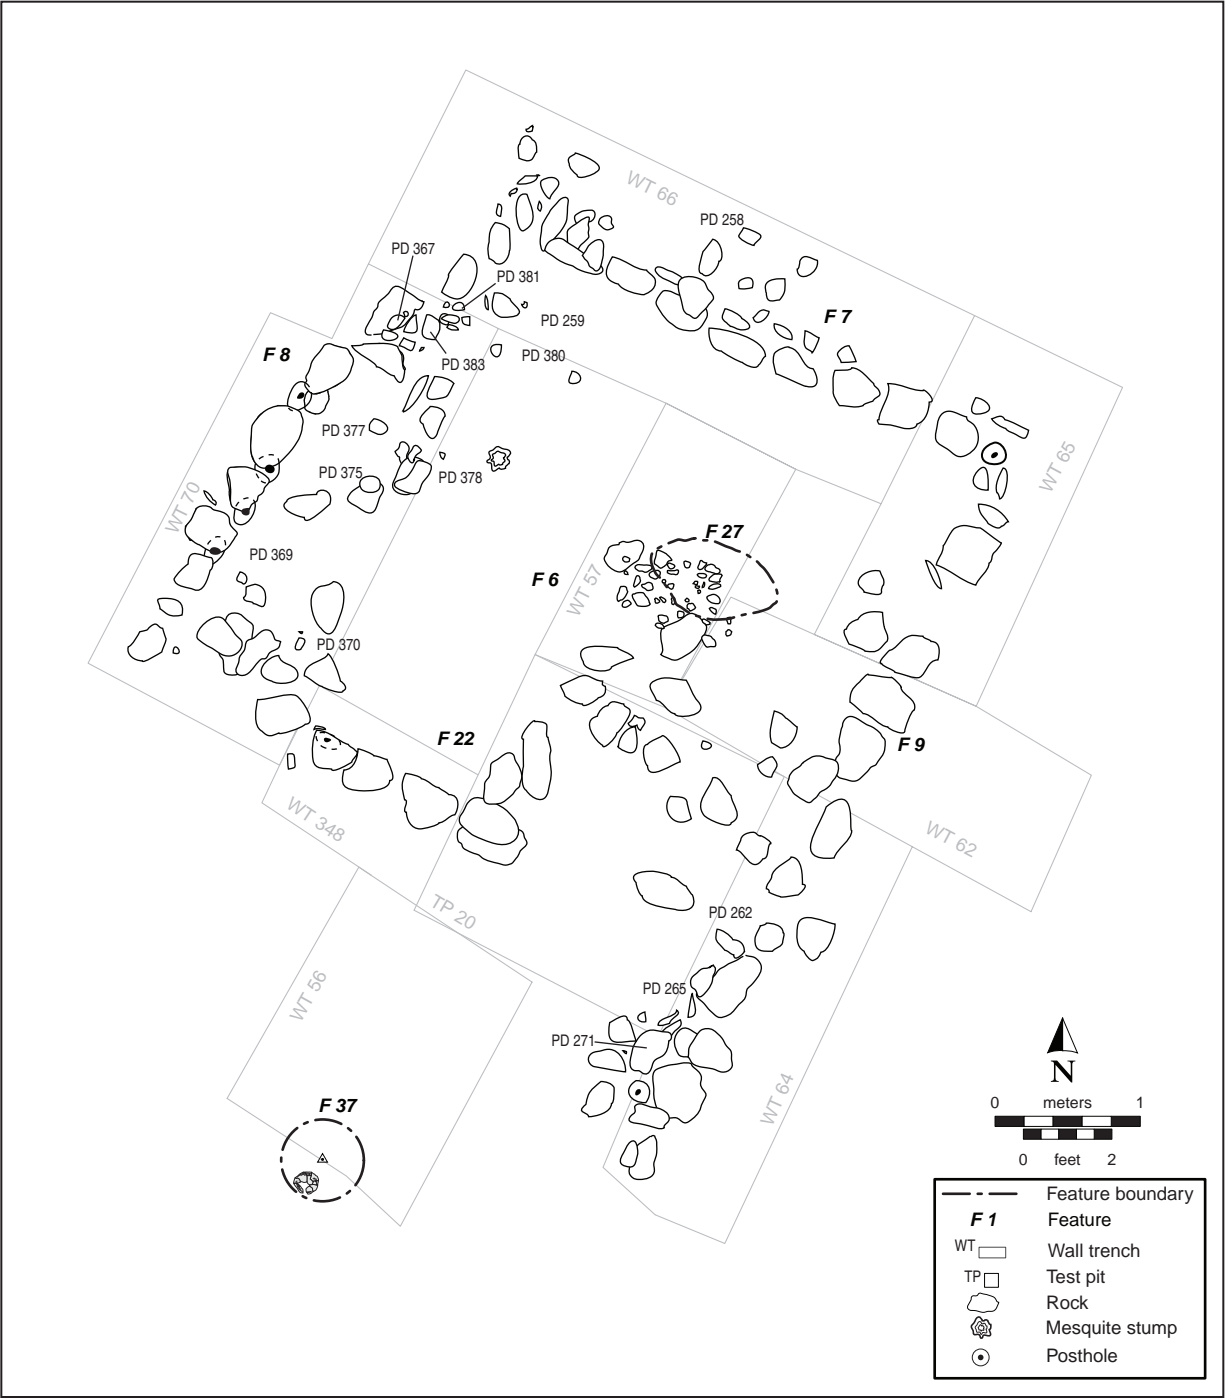 WT 66
PD 258
PD 367
PD 381
PD 259
F 7
F 8
PD 383
PD 380
PD 377
PD 375
PD 378
WT 65
WT 70
F 27
PD 369
F 6
WT 57
PD 370
F 22
F 9
WT 348
WT 62
TP 20
PD 262
WT 56
PD 265
PD 271
WT 64
F 37
N
0 meters 1
0 feet 2
Feature boundary
F 1 Feature
WT Wall trench
TP Test pit
Rock
Mesquite stump
Posthole